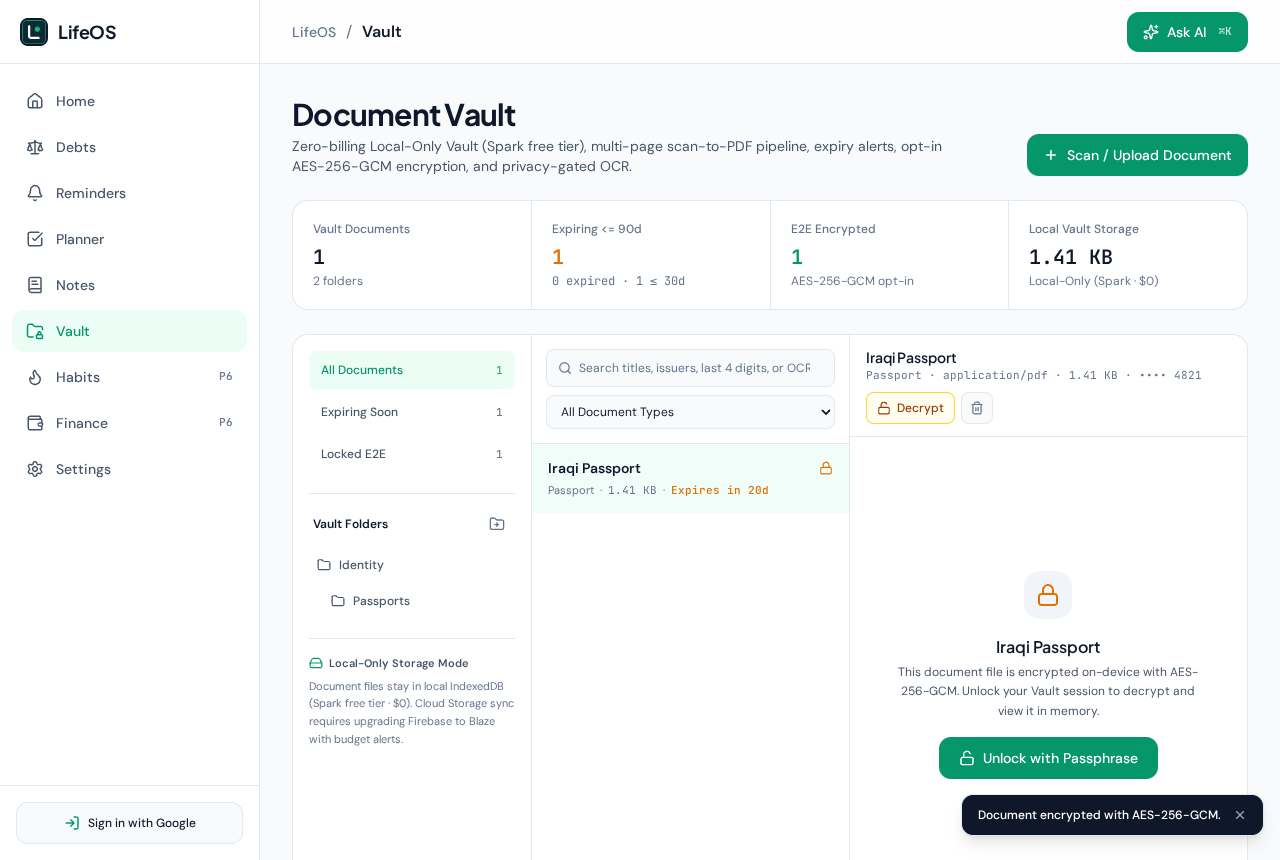 LifeOS
Home
Debts
Reminders
Planner
Notes
Vault
Habits P6
Finance P6
Settings
Sign in with Google
LifeOS / Vault
Ask AI ⌘K
Document Vault
Zero-billing Local-Only Vault (Spark free tier), multi-page scan-to-PDF pipeline, expiry alerts, opt-in
AES-256-GCM encryption, and privacy-gated OCR.
Scan / Upload Document
Vault Documents
1
2 folders
Expiring <= 90d
1
0 expired · 1 ≤ 30d
E2E Encrypted
1
AES-256-GCM opt-in
Local Vault Storage
1.41 KB
Local-Only (Spark · $0)
All Documents 1
Expiring Soon 1
Locked E2E 1
Vault Folders
Identity
Passports
Local-Only Storage Mode
Document files stay in local IndexedDB
(Spark free tier · $0). Cloud Storage sync
requires upgrading Firebase to Blaze
with budget alerts.
Search titles, issuers, last 4 digits, or OCR
All Document Types
Iraqi Passport
Passport · 1.41 KB · Expires in 20d
Iraqi Passport
Passport · application/pdf · 1.41 KB · •••• 4821
Decrypt
Iraqi Passport
This document file is encrypted on-device with AES-
256-GCM. Unlock your Vault session to decrypt and
view it in memory.
Unlock with Passphrase
Document encrypted with AES-256-GCM.